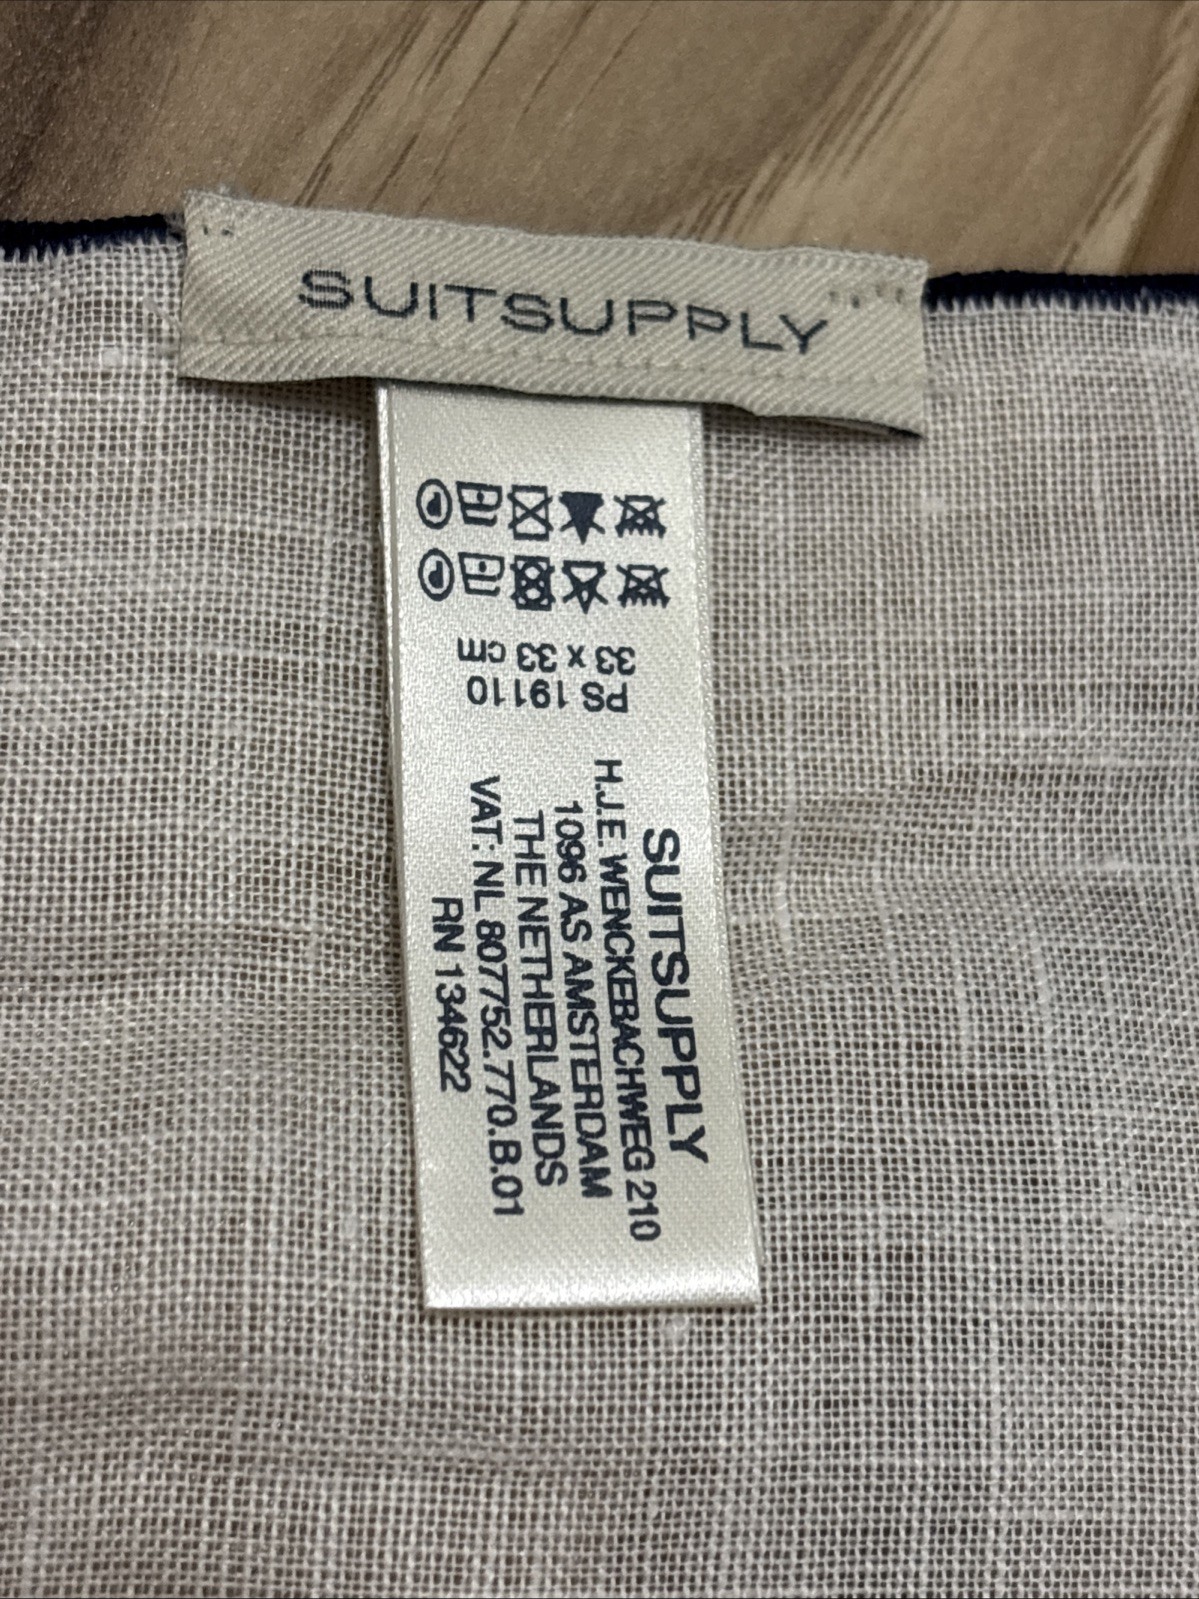 SUITSUPPLY
33 x 33 cm
PS 19110
SUITSUPPLY
H.J.E. WENCKEBACHWEG 210
1096 AS AMSTERDAM
THE NETHERLANDS
VAT: NL 807752.770.B.01
RN 134622